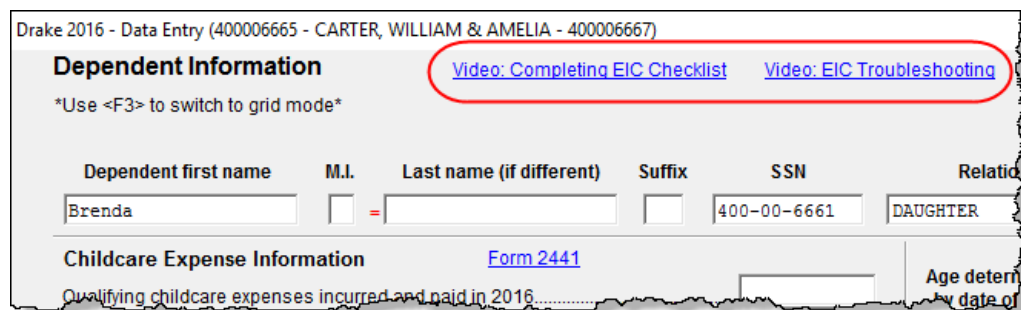 Drake 2016 - Data Entry (400006665 - CARTER, WILLIAM & AMELIA - 400006667)
Dependent Information Video: Completing EIC Checklist Video: EIC Troubleshooting
*Use <F3> to switch to grid mode*
Dependent first name M.I. Last name (if different) Suffix SSN
Brenda = 400-00-6661 DAUGHTER
Childcare Expense Information Form 2441
Age
Qualifying childcare expenses incurred and paid in 2016 by date of